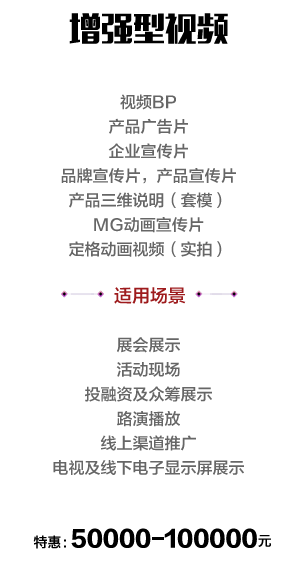 增强型视频
视频BP
产品广告片
企业宣传片
品牌宣传片，产品宣传片
产品三维说明（套模）
MG动画宣传片
定格动画视频（实拍）
适用场景
展会展示
活动现场
投融资及众筹展示
路演播放
线上渠道推广
电视及线下电子显示屏展示
特惠：50000-100000元